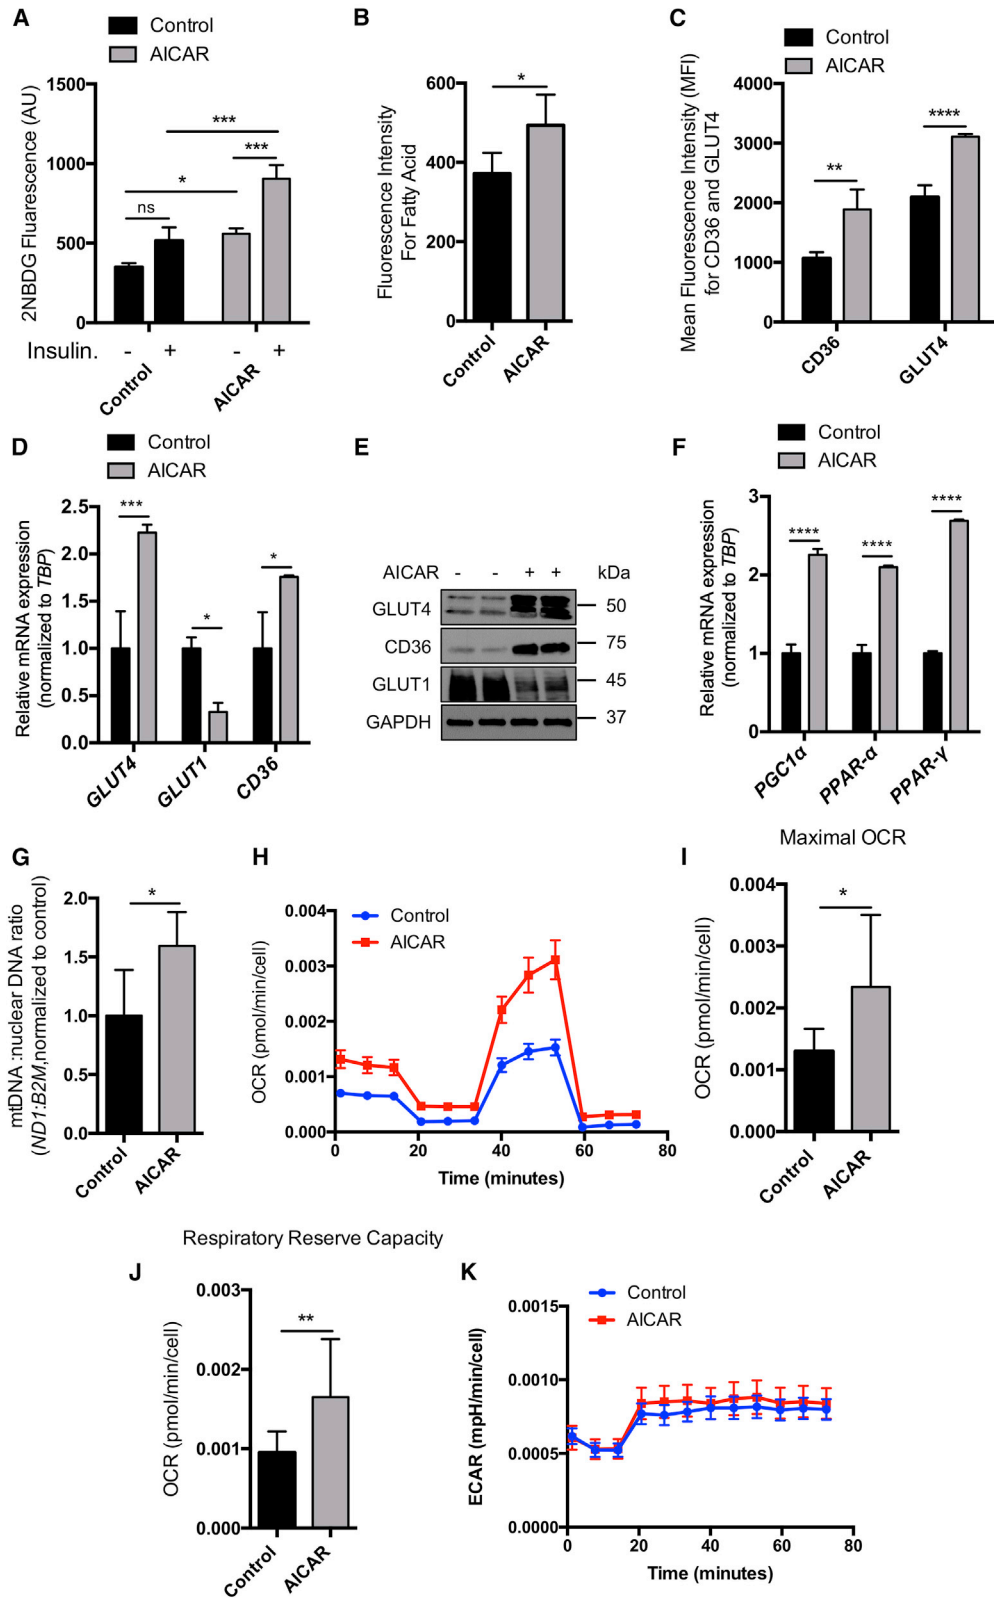 A
Control
AICAR
2NBDG Fluarescence (AU)
1500
1000
500
0
***
***
*
ns
Insulin.
- + - +
Control
AICAR
B
Fluorescence Intensity
For Fatty Acid
600
400
200
0
*
Control
AICAR
C
Control
AICAR
Mean Fluorescence Intensity (MFI)
for CD36 and GLUT4
4000
3000
2000
1000
0
**
****
CD36
GLUT4
D
Control
AICAR
Relative mRNA expression
(normalized to TBP)
2.5
2.0
1.5
1.0
0.5
0.0
***
*
*
GLUT4
GLUT1
CD36
E
AICAR - - + + kDa
GLUT4 50
CD36 75
GLUT1 45
GAPDH 37
F
Control
AICAR
Relative mRNA expression
(normalized to TBP)
3
2
1
0
****
****
****
PGC1α
PPAR-α
PPAR-γ
G
mtDNA :nuclear DNA ratio
(ND1:B2M,normalized to control)
2.0
1.5
1.0
0.5
0.0
*
Control
AICAR
H
Control
AICAR
OCR (pmol/min/cell)
0.004
0.003
0.002
0.001
0.000
0 20 40 60 80
Time (minutes)
I
Maximal OCR
OCR (pmol/min/cell)
0.004
0.003
0.002
0.001
0.000
*
Control
AICAR
J
Respiratory Reserve Capacity
OCR (pmol/min/cell)
0.003
0.002
0.001
0.000
**
Control
AICAR
K
Control
AICAR
ECAR (mpH/min/cell)
0.0015
0.0010
0.0005
0.0000
0 20 40 60 80
Time (minutes)